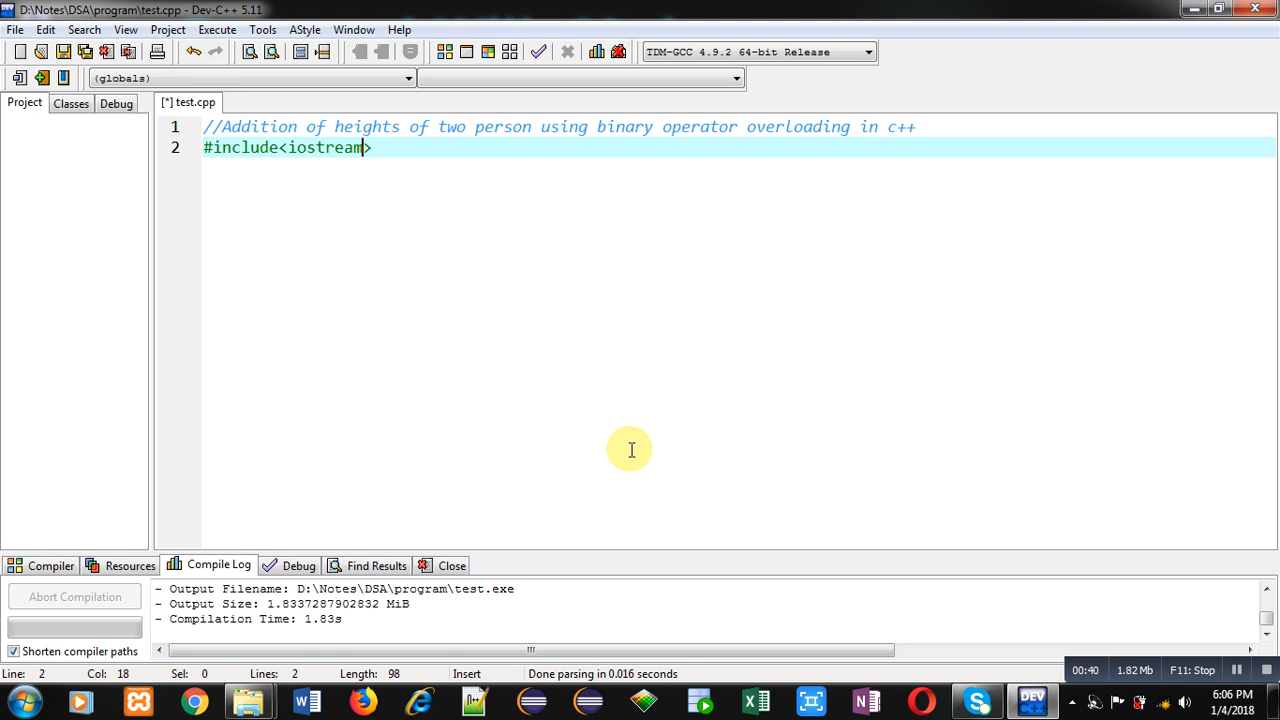 D:\Notes\DSA\program\test.cpp - Dev-C++ 5.11
File Edit Search View Project Execute Tools AStyle Window Help
TDM-GCC 4.9.2 64-bit Release
(globals)
Project Classes Debug [*] test.cpp
1 //Addition of heights of two person using binary operator overloading in c++
2 #include<iostream>
Compiler Resources Compile Log Debug Find Results Close
Abort Compilation
- Output Filename: D:\Notes\DSA\program\test.exe
- Output Size: 1.8337287902832 MiB
- Compilation Time: 1.83s
Shorten compiler paths
Line: 2 Col: 18 Sel: 0 Lines: 2 Length: 98 Insert Done parsing in 0.016 seconds
00:40 1.82 Mb F11: Stop
DEV
6:06 PM
1/4/2018